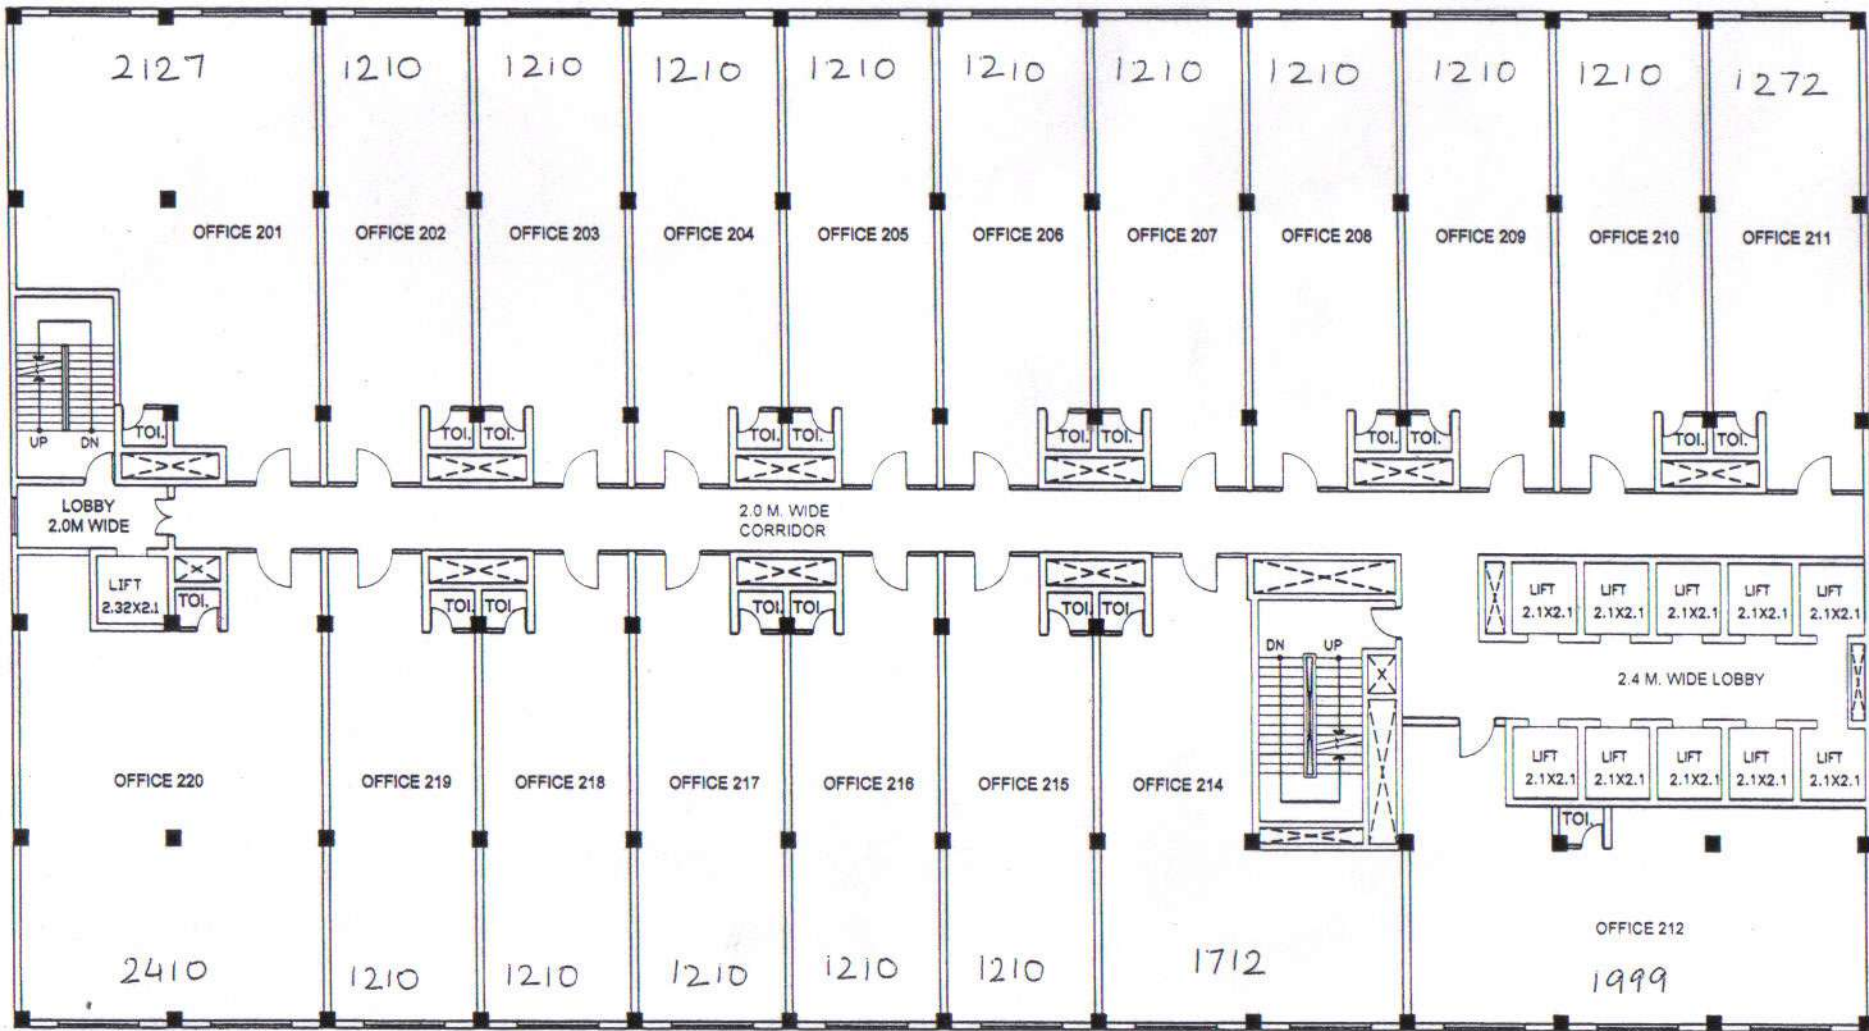 2127
1210
1210
1210
1210
1210
1210
1210
1210
1210
1272
OFFICE 201
OFFICE 202
OFFICE 203
OFFICE 204
OFFICE 205
OFFICE 206
OFFICE 207
OFFICE 208
OFFICE 209
OFFICE 210
OFFICE 211
UP
DN
TOI.
TOI.
TOI.
TOI.
TOI.
TOI.
TOI.
TOI.
TOI.
TOI.
TOI.
LOBBY
2.0M WIDE
2.0 M. WIDE
CORRIDOR
LIFT
2.32X2.1
TOI.
TOI.
TOI.
TOI.
TOI.
TOI.
TOI.
LIFT
2.1X2.1
LIFT
2.1X2.1
LIFT
2.1X2.1
LIFT
2.1X2.1
LIFT
2.1X2.1
DN
UP
2.4 M. WIDE LOBBY
LIFT
2.1X2.1
LIFT
2.1X2.1
LIFT
2.1X2.1
LIFT
2.1X2.1
LIFT
2.1X2.1
TOI.
OFFICE 220
OFFICE 219
OFFICE 218
OFFICE 217
OFFICE 216
OFFICE 215
OFFICE 214
OFFICE 212
2410
1210
1210
1210
1210
1210
1712
1999